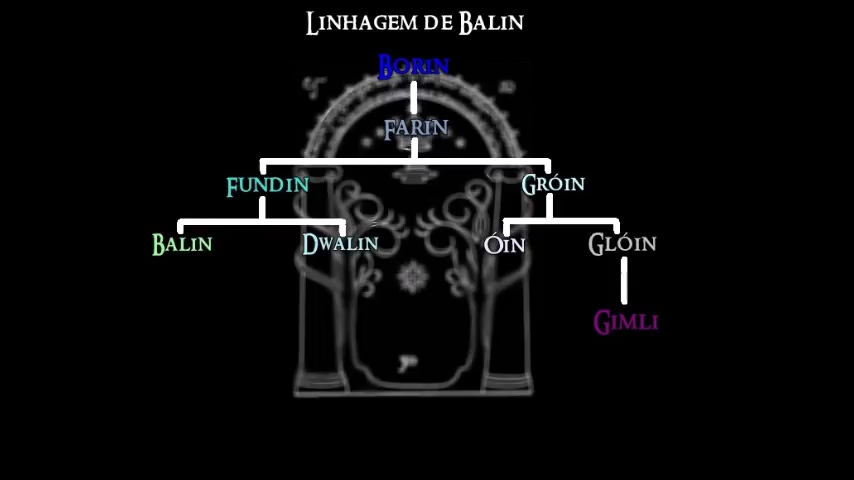 Linhagem de Balin
Borin
Farin
Fundin Gróin
Balin Dwalin Óin Glóin
Gimli